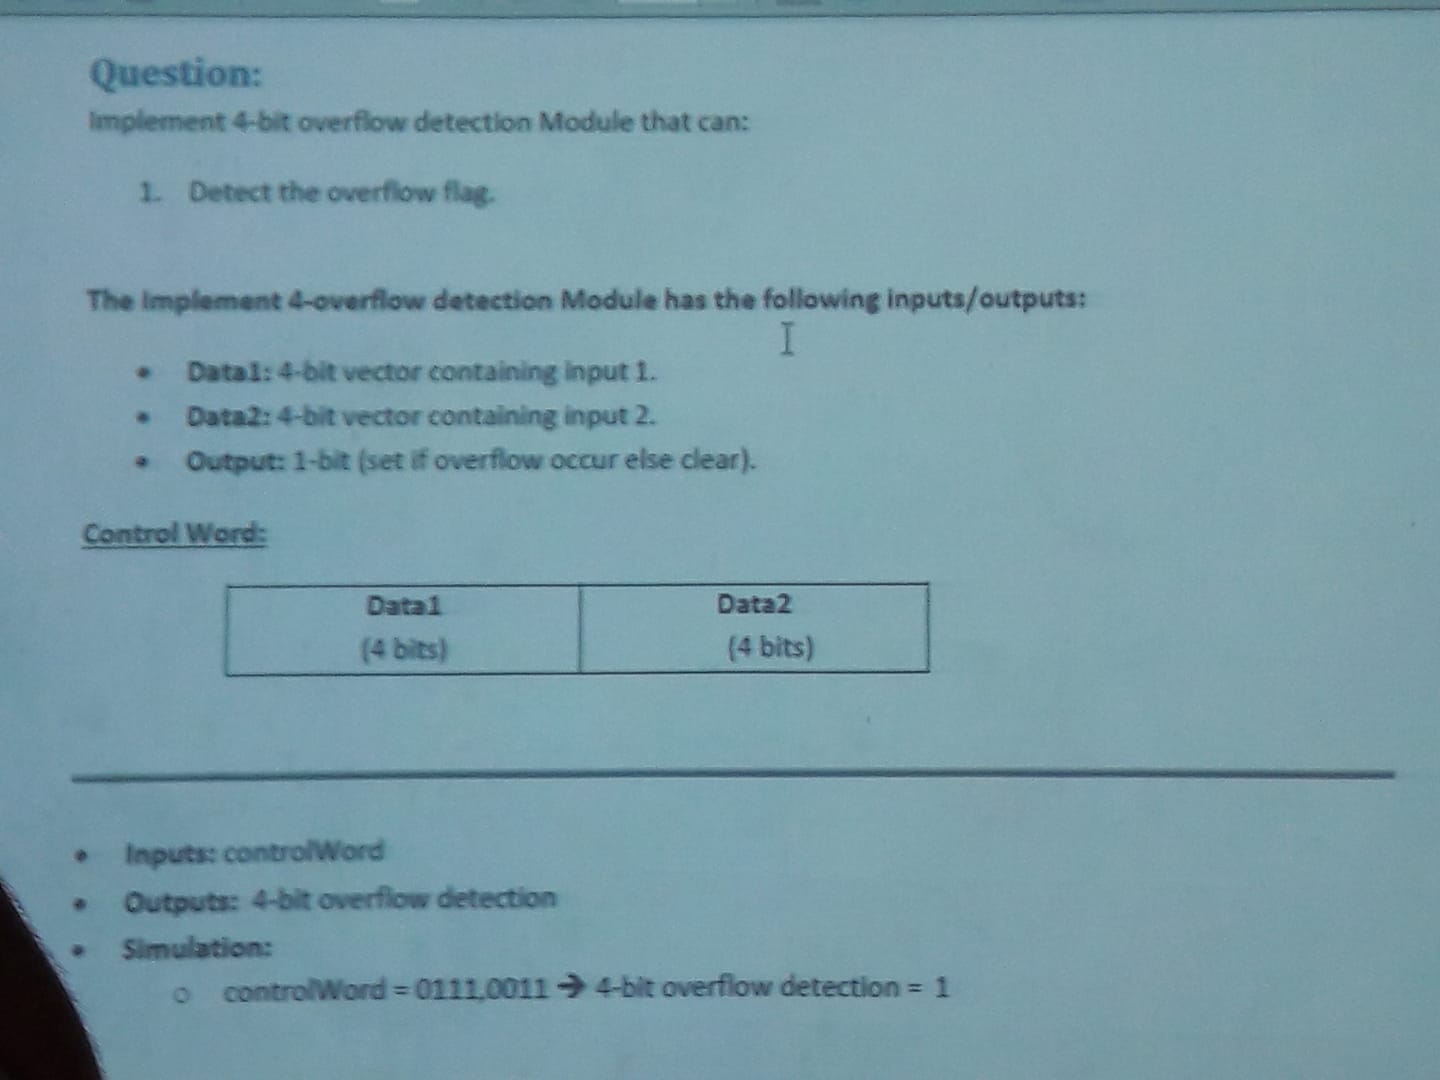 Question:
Implement 4-bit overflow detection Module that can:
1. Detect the overflow flag.
The Implement 4-overflow detection Module has the following inputs/outputs:
• Data1: 4-bit vector containing input 1.
• Data2: 4-bit vector containing input 2.
• Output: 1-bit (set if overflow occur else clear).
Control Word:
Data1 Data2
(4 bits) (4 bits)
• Inputs: controlWord
• Outputs: 4-bit overflow detection
• Simulation:
o controlWord = 0111,0011 → 4-bit overflow detection = 1